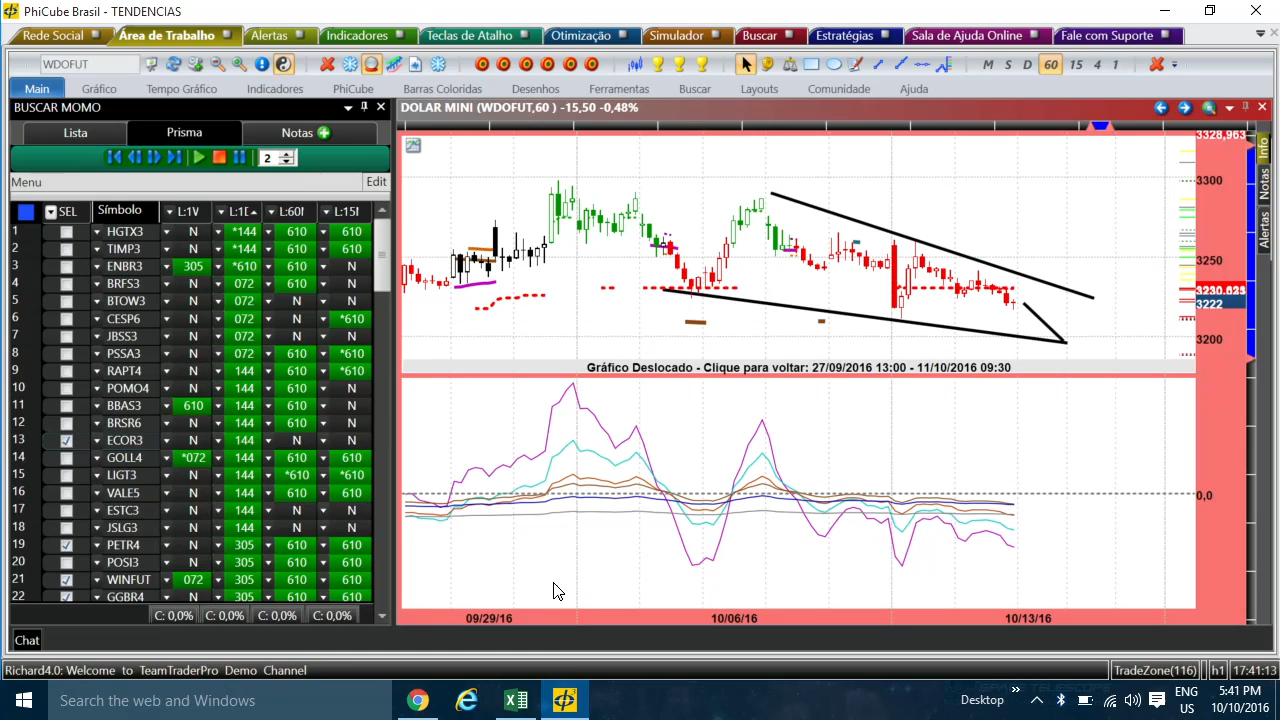 PhiCube Brasil - TENDENCIAS
Rede Social Área de Trabalho Alertas Indicadores Teclas de Atalho Otimização Simulador Buscar Estratégias Sala de Ajuda Online Fale com Suporte
WDOFUT M S D 60 15 4 1
Main Gráfico Tempo Gráfico Indicadores PhiCube Barras Coloridas Desenhos Ferramentas Buscar Layouts Comunidade Ajuda
BUSCAR MOMO
Lista Prisma Notas
2
Menu Edit
SEL Símbolo L:1V L:1D L:60I L:15I
1 HGTX3 N *144 610 610
2 TIMP3 N *144 610 610
3 ENBR3 305 *610 610 N
4 BRFS3 N 072 610 610
5 BTOW3 N 072 N N
6 CESP6 N 072 N *610
7 JBSS3 N 072 N N
8 PSSA3 N 072 610 *610
9 RAPT4 N 144 610 610
10 POMO4 N 144 610 N
11 BBAS3 610 144 610 N
12 BRSR6 N 144 610 N
13 ECOR3 N 144 N N
14 GOLL4 *072 144 610 610
15 LIGT3 N 144 *610 *610
16 VALE5 N 144 610 610
17 ESTC3 N 144 610 N
18 JSLG3 N 144 N N
19 PETR4 N 305 610 610
20 POSI3 N 305 610 N
21 WINFUT 072 305 610 610
22 GGBR4 N 305 610 610
C: 0,0% C: 0,0% C: 0,0% C: 0,0%
Chat
DOLAR MINI (WDOFUT,60 ) -15,50 -0,48%
3328,963
3300
3250
3222
3200
Info
Notas
Alertas
Gráfico Deslocado - Clique para voltar: 27/09/2016 13:00 - 11/10/2016 09:30
0,0
09/29/16 10/06/16 10/13/16
Richard4.0: Welcome to TeamTraderPro Demo Channel TradeZone(116) h1 17:41:13
Search the web and Windows
Desktop
ENG
US
5:41 PM
10/10/2016